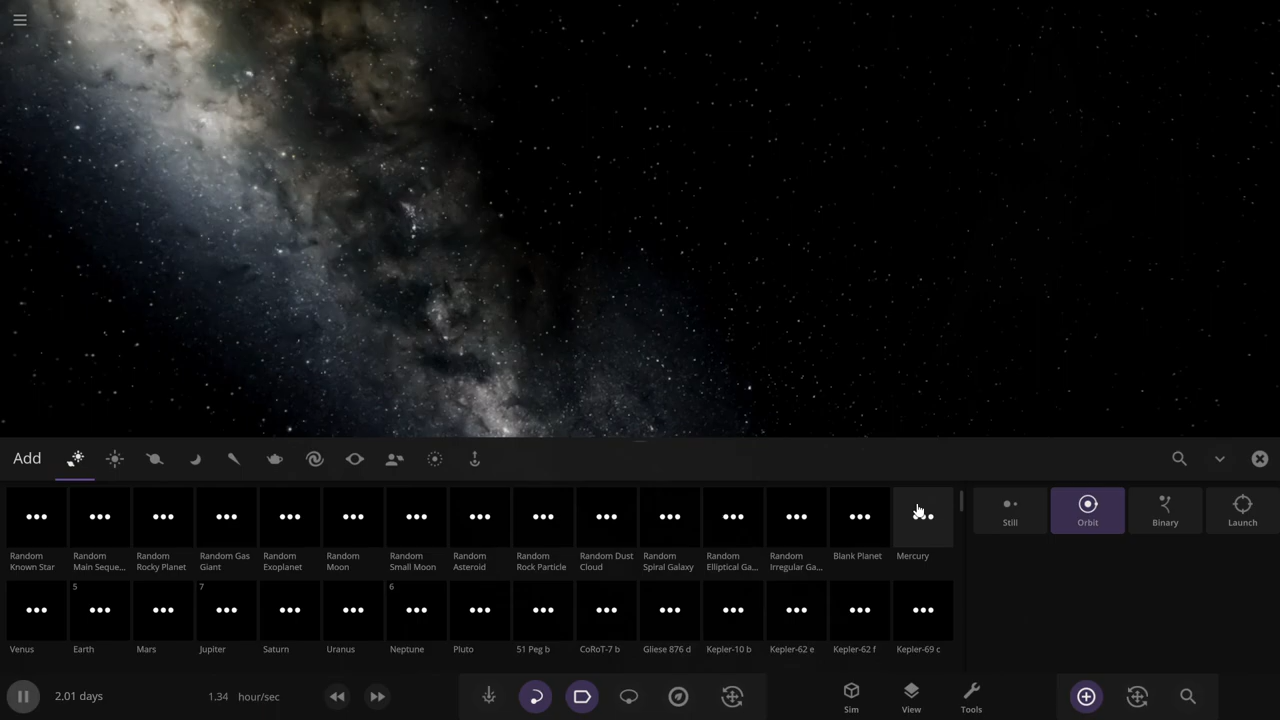 Add
Still
Orbit
Binary
Launch
Random Known Star
Random Main Seque...
Random Rocky Planet
Random Gas Giant
Random Exoplanet
Random Moon
Random Small Moon
Random Asteroid
Random Rock Particle
Random Dust Cloud
Random Spiral Galaxy
Random Elliptical Ga...
Random Irregular Ga...
Blank Planet
Mercury
5
7
6
Venus
Earth
Mars
Jupiter
Saturn
Uranus
Neptune
Pluto
51 Peg b
CoRoT-7 b
Gliese 876 d
Kepler-10 b
Kepler-62 e
Kepler-62 f
Kepler-69 c
2.01 days
1.34 hour/sec
Sim
View
Tools